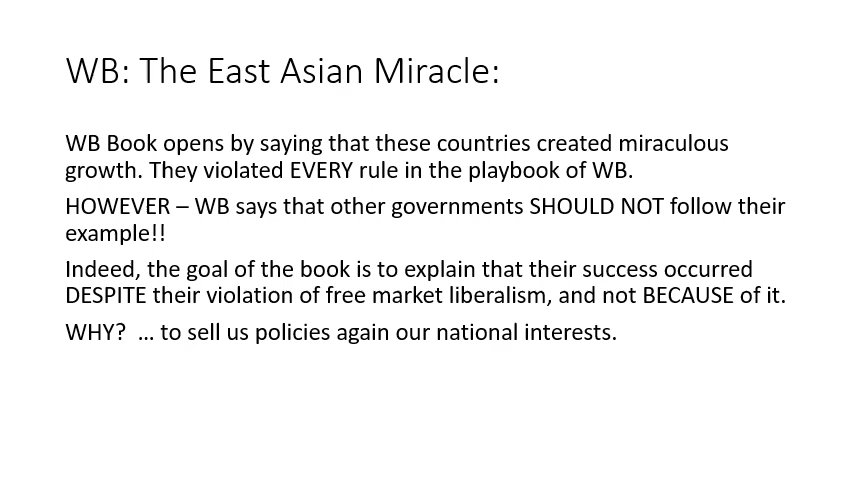 WB: The East Asian Miracle:
WB Book opens by saying that these countries created miraculous
growth. They violated EVERY rule in the playbook of WB.
HOWEVER – WB says that other governments SHOULD NOT follow their
example!!
Indeed, the goal of the book is to explain that their success occurred
DESPITE their violation of free market liberalism, and not BECAUSE of it.
WHY?  … to sell us policies again our national interests.